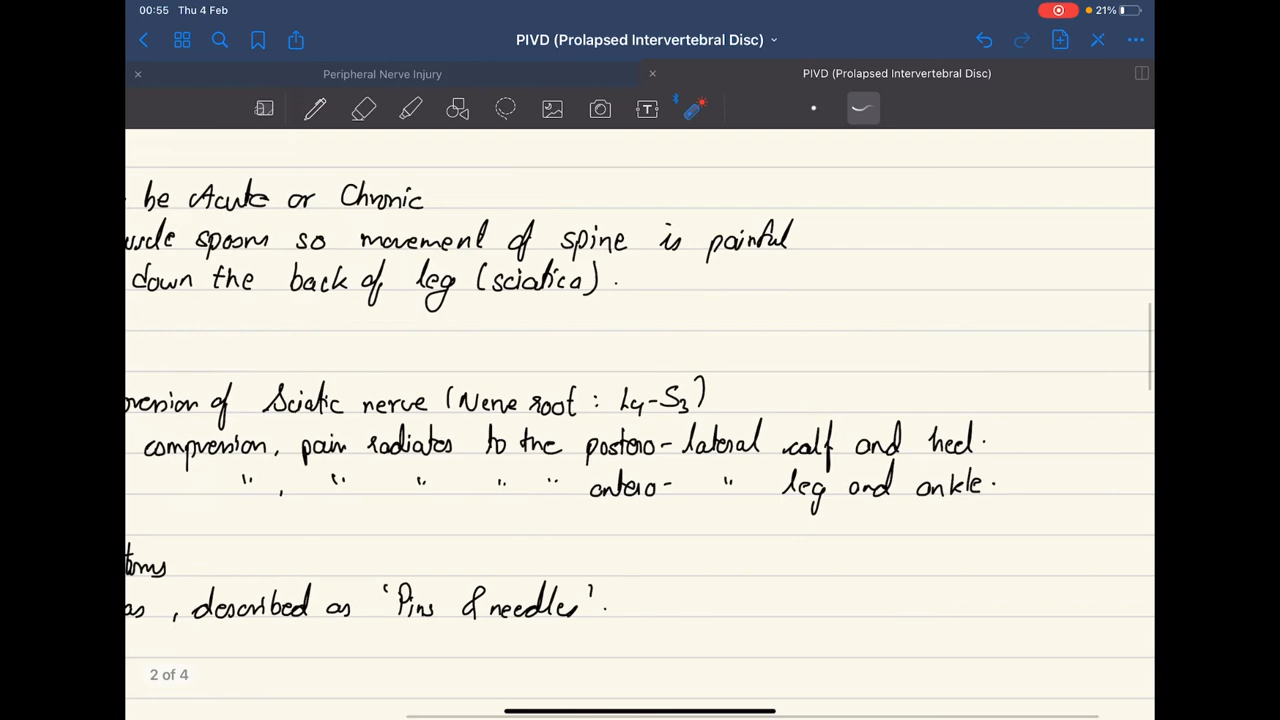 00:55 Thu 4 Feb
21%
PIVD (Prolapsed Intervertebral Disc)
Peripheral Nerve Injury
PIVD (Prolapsed Intervertebral Disc)
T
be Acute or Chronic
uscle spasm so movement of spine is painful
down the back of leg (sciatica).
pression of Sciatic nerve (Nerve root : L4-S3)
compression, pain radiates to the postero-lateral calf and heel.
" , " " " " antero- " leg and ankle.
toms
as, described as 'Pins & needles'.
2 of 4